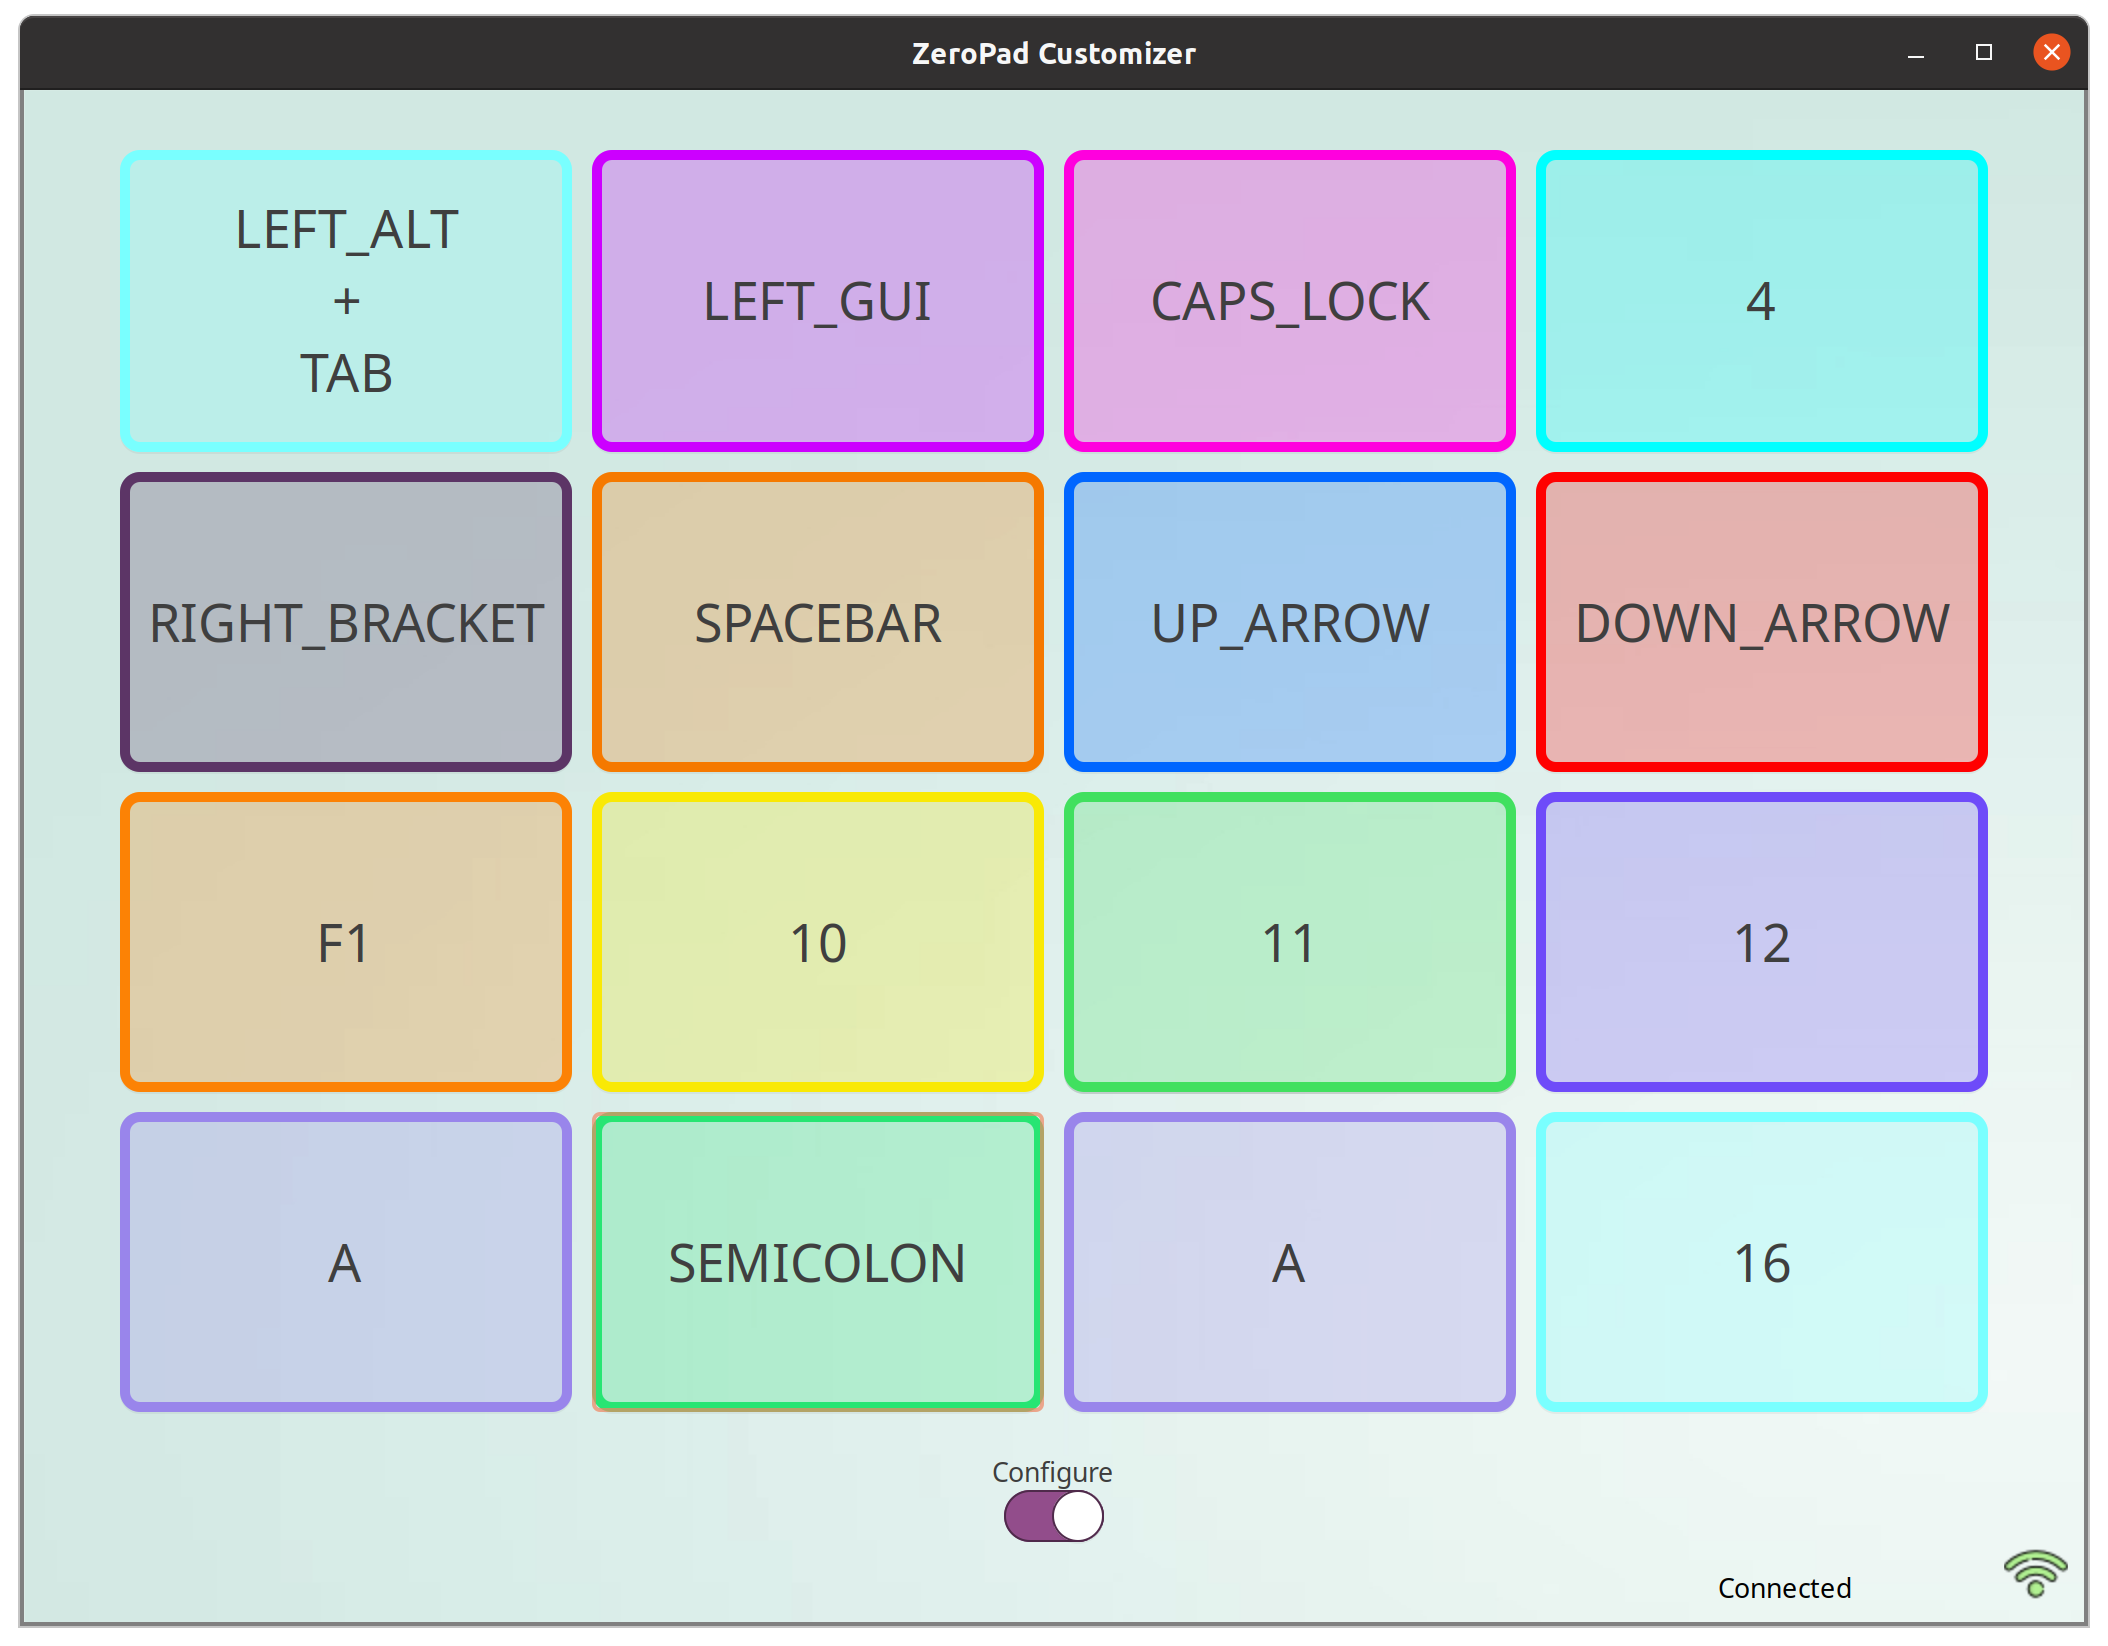 ZeroPad Customizer
LEFT_ALT
+
TAB
LEFT_GUI
CAPS_LOCK
4
RIGHT_BRACKET
SPACEBAR
UP_ARROW
DOWN_ARROW
F1
10
11
12
A
SEMICOLON
A
16
Configure
Connected